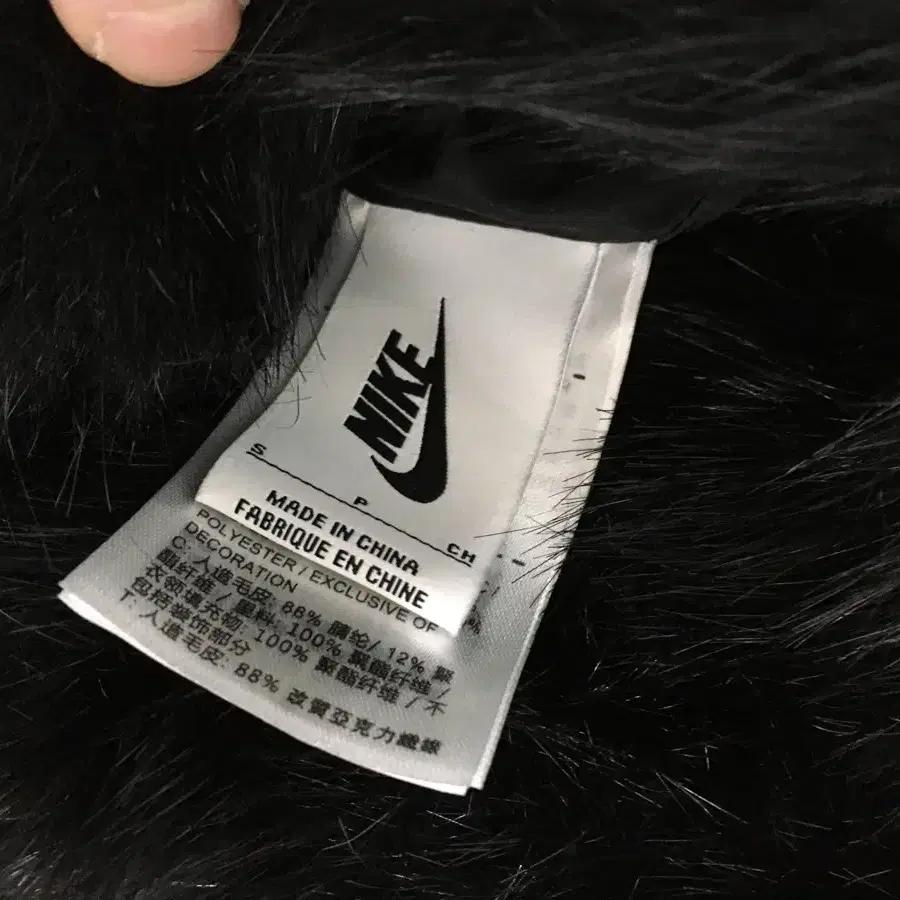 NIKE
S
P
CH
MADE IN CHINA
FABRIQUE EN CHINE
POLYESTER / EXCLUSIVE OF
DECORATION
C: 人造毛皮: 88% 腈纶/ 12% 聚
酯纤维 / 里料: 100% 聚酯纤维 /
衣领填充物: 100% 聚酯纤维 / 不
包括装饰部分
T: 人造毛皮: 88% 改質亞克力纖維